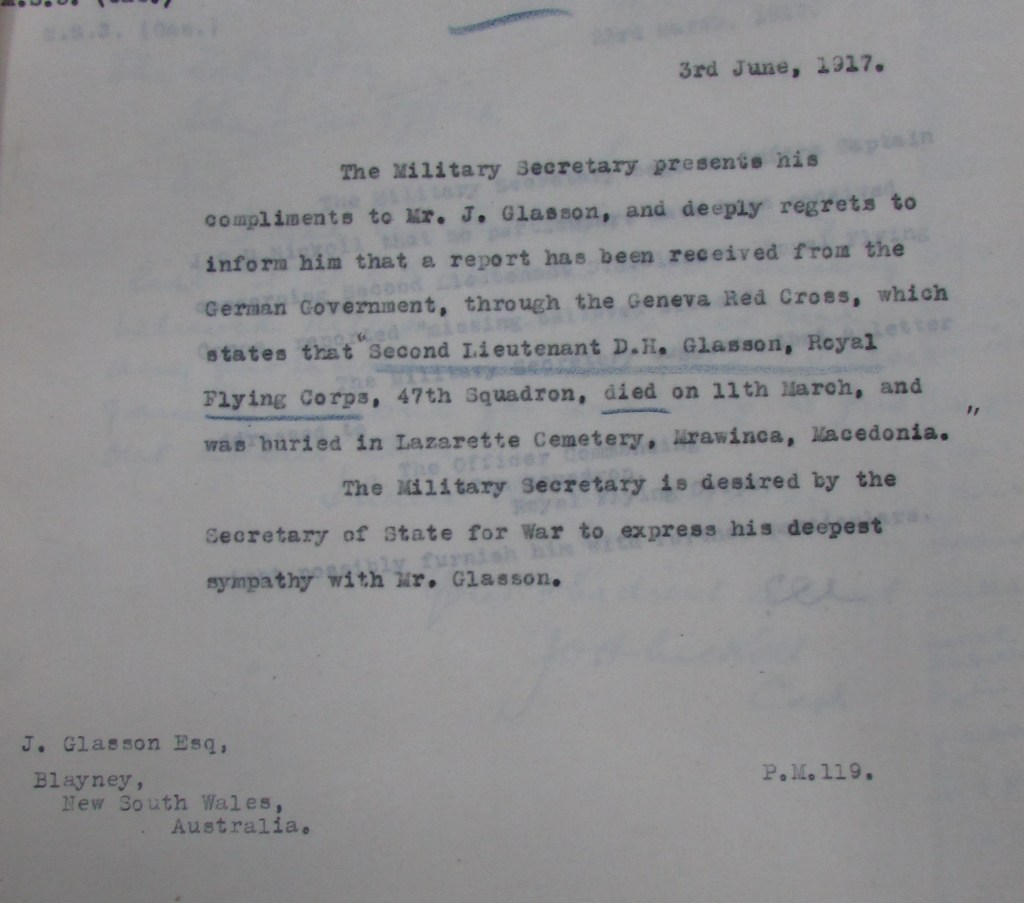 M.S.3. (Cas.)
3rd June, 1917.
The Military Secretary presents his
compliments to Mr. J. Glasson, and deeply regrets to
inform him that a report has been received from the
German Government, through the Geneva Red Cross, which
states that "Second Lieutenant D.H. Glasson, Royal
Flying Corps, 47th Squadron, died on 11th March, and
was buried in Lazarette Cemetery, Mrawinca, Macedonia."
The Military Secretary is desired by the
Secretary of State for War to express his deepest
sympathy with Mr. Glasson.
J. Glasson Esq,
Blayney,
New South Wales,
Australia.
P.M.119.